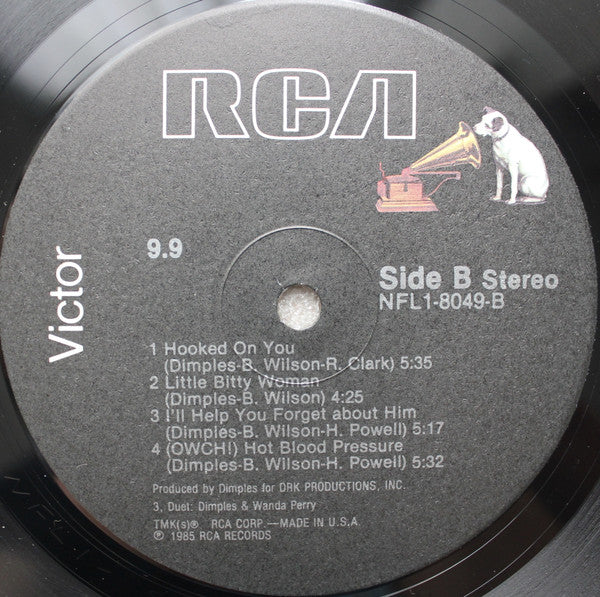 RCA
Victor
9.9
Side B Stereo
NFL1-8049-B
1 Hooked On You
(Dimples-B. Wilson-R. Clark) 5:35
2 Little Bitty Woman
(Dimples-B. Wilson) 4:25
3 I'll Help You Forget about Him
(Dimples-B. Wilson-H. Powell) 5:17
4 (OWCH!) Hot Blood Pressure
(Dimples-B. Wilson-H. Powell) 5:32
Produced by Dimples for DRK PRODUCTIONS, INC.
3, Duet: Dimples & Wanda Perry
TMK(s)® RCA CORP.—MADE IN U.S.A.
℗ 1985 RCA RECORDS